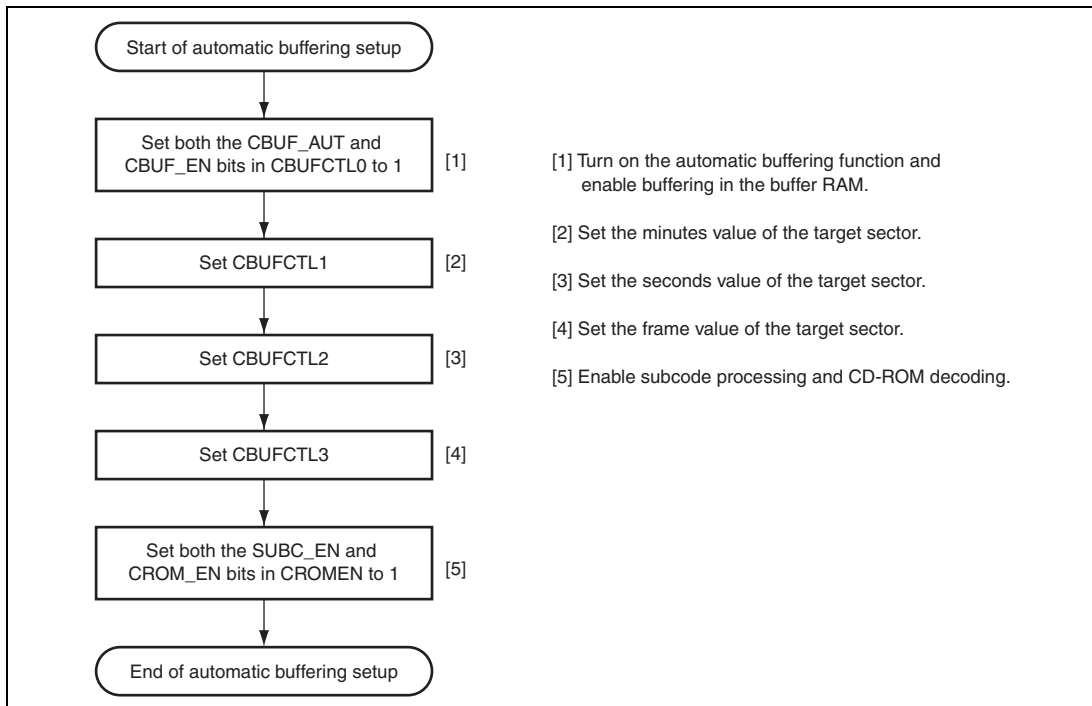 Start of automatic buffering setup
Set both the CBUF_AUT and
CBUF_EN bits in CBUFCTL0 to 1
[1]
Set CBUFCTL1
[2]
Set CBUFCTL2
[3]
Set CBUFCTL3
[4]
Set both the SUBC_EN and
CROM_EN bits in CROMEN to 1
[5]
End of automatic buffering setup
[1] Turn on the automatic buffering function and
enable buffering in the buffer RAM.
[2] Set the minutes value of the target sector.
[3] Set the seconds value of the target sector.
[4] Set the frame value of the target sector.
[5] Enable subcode processing and CD-ROM decoding.